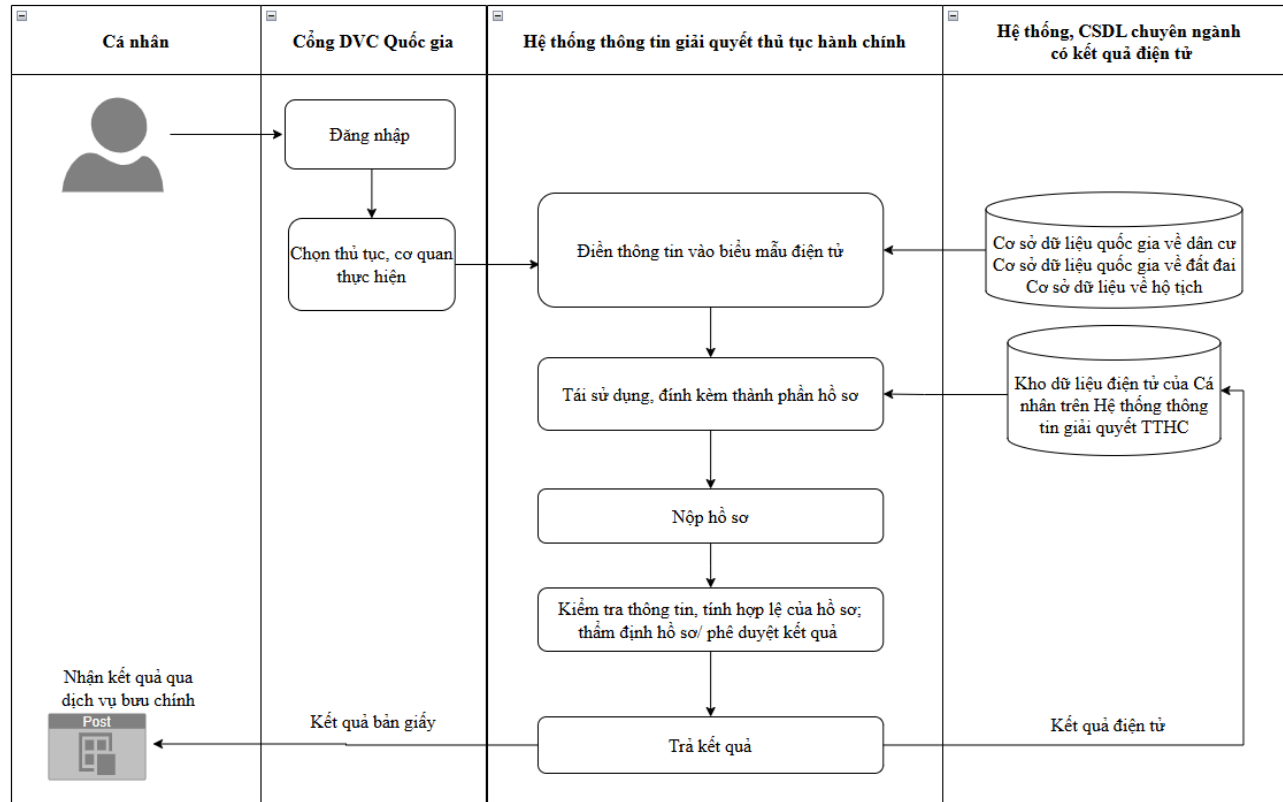 Cá nhân
Cổng DVC Quốc gia
Hệ thống thông tin giải quyết thủ tục hành chính
Hệ thống, CSDL chuyên ngành
có kết quả điện tử
Đăng nhập
Chọn thủ tục, cơ quan
thực hiện
Điền thông tin vào biểu mẫu điện tử
Cơ sở dữ liệu quốc gia về dân cư
Cơ sở dữ liệu quốc gia về đất đai
Cơ sở dữ liệu về hộ tịch
Tái sử dụng, đính kèm thành phần hồ sơ
Kho dữ liệu điện tử của Cá
nhân trên Hệ thống thông
tin giải quyết TTHC
Nộp hồ sơ
Kiểm tra thông tin, tính hợp lệ của hồ sơ;
thẩm định hồ sơ/ phê duyệt kết quả
Nhận kết quả qua
dịch vụ bưu chính
Post
Kết quả bản giấy
Trả kết quả
Kết quả điện tử